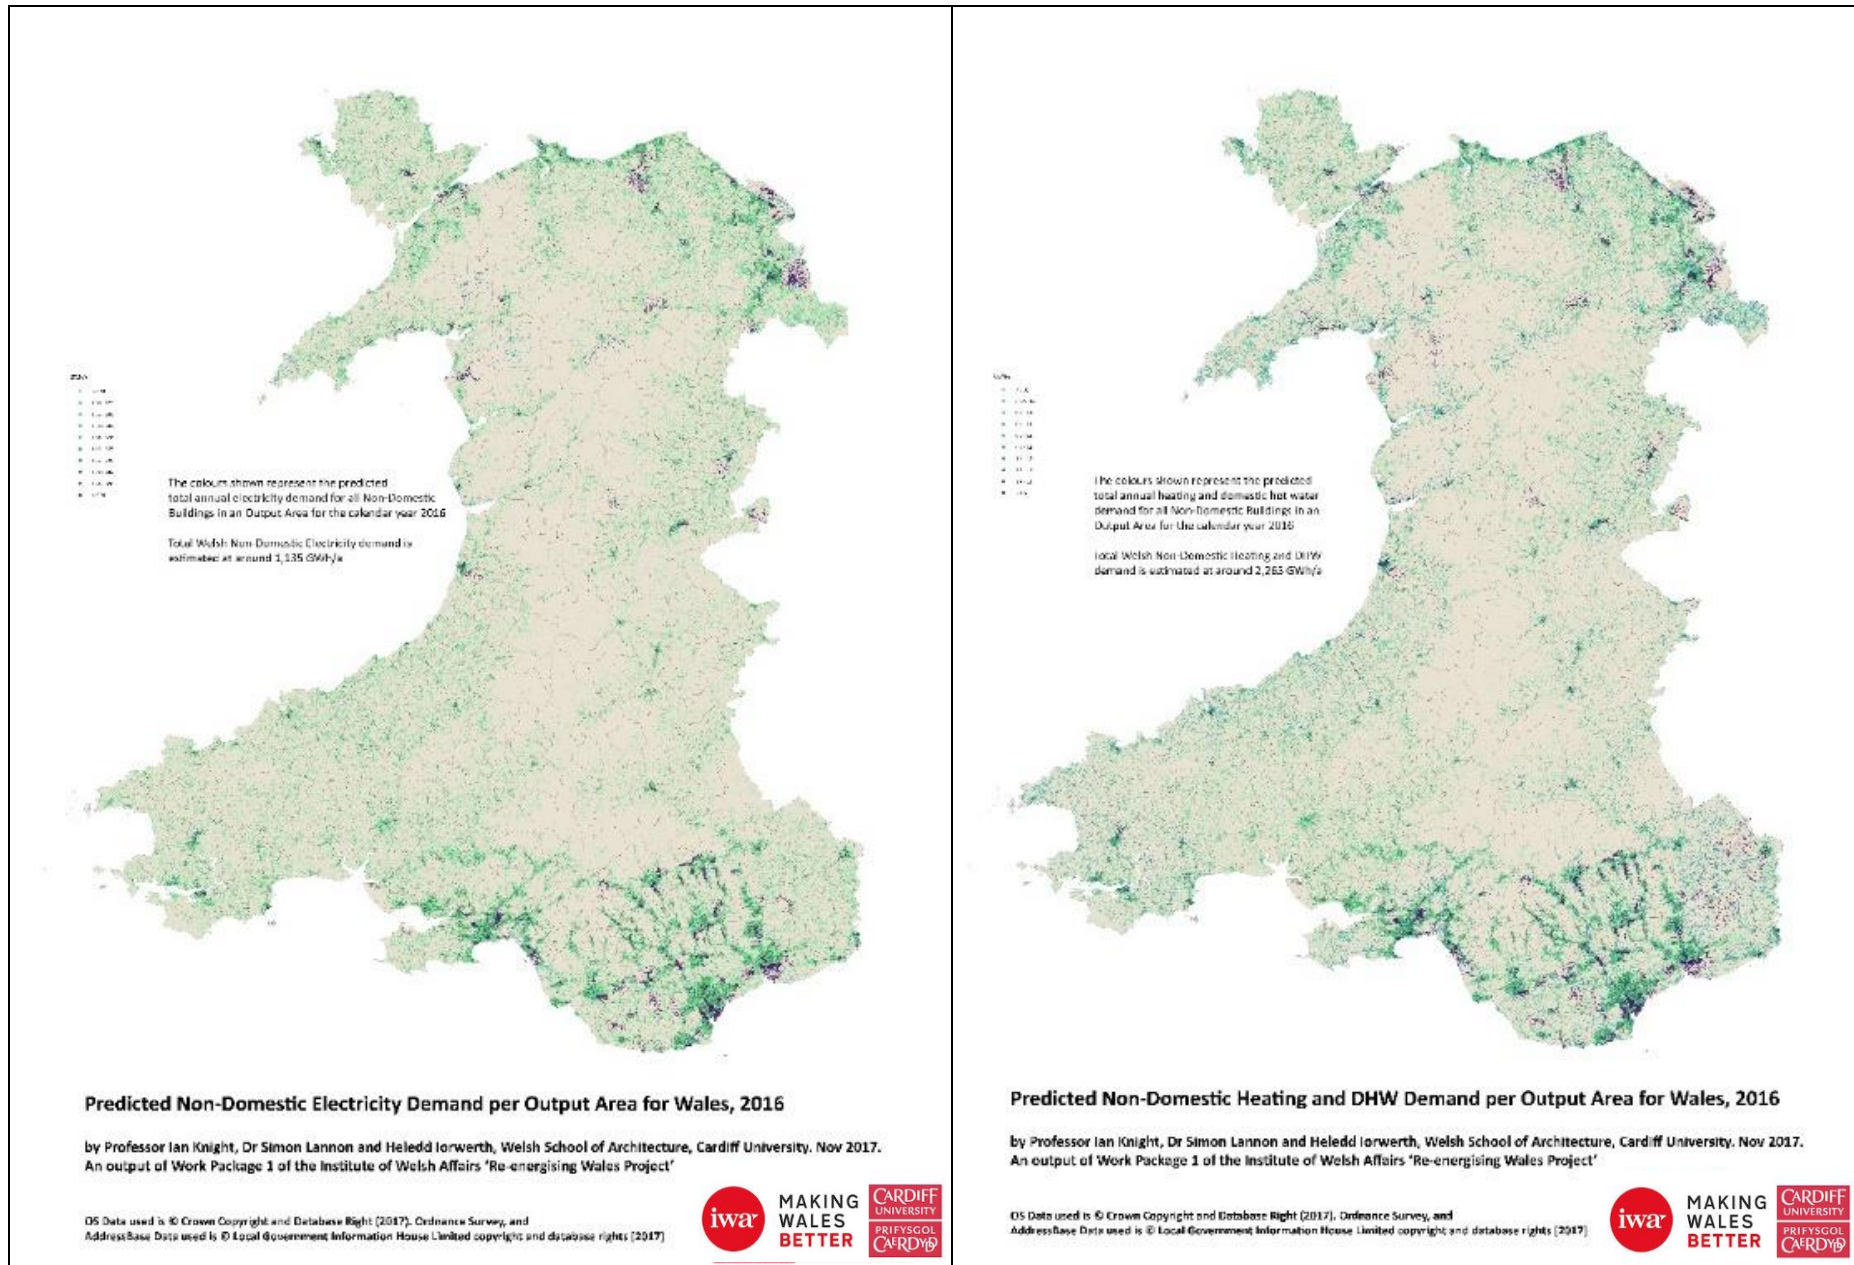 The colours shown represent the predicted
total annual electricity demand for all Non-Domestic
Buildings in an Output Area for the calendar year 2016
Total Welsh Non-Domestic Electricity demand is
estimated at around 1,135 GWh/a
Predicted Non-Domestic Electricity Demand per Output Area for Wales, 2016
by Professor Ian Knight, Dr Simon Lannon and Heledd Iorwerth, Welsh School of Architecture, Cardiff University. Nov 2017.
An output of Work Package 1 of the Institute of Welsh Affairs 'Re-energising Wales Project'
OS Data used is © Crown Copyright and Database Right (2017). Ordnance Survey, and
AddressBase Data used is © Local Government Information House Limited copyright and database rights [2017]
iwa
MAKING
WALES
BETTER
CARDIFF
UNIVERSITY
PRIFYSGOL
CAERDYDD
The colours shown represent the predicted
total annual heating and domestic hot water
demand for all Non-Domestic Buildings in an
Output Area for the calendar year 2016
Total Welsh Non-Domestic Heating and DHW
demand is estimated at around 2,263 GWh/a
Predicted Non-Domestic Heating and DHW Demand per Output Area for Wales, 2016
by Professor Ian Knight, Dr Simon Lannon and Heledd Iorwerth, Welsh School of Architecture, Cardiff University. Nov 2017.
An output of Work Package 1 of the Institute of Welsh Affairs 'Re-energising Wales Project'
OS Data used is © Crown Copyright and Database Right (2017). Ordnance Survey, and
AddressBase Data used is © Local Government Information House Limited copyright and database rights [2017]
iwa
MAKING
WALES
BETTER
CARDIFF
UNIVERSITY
PRIFYSGOL
CAERDYDD